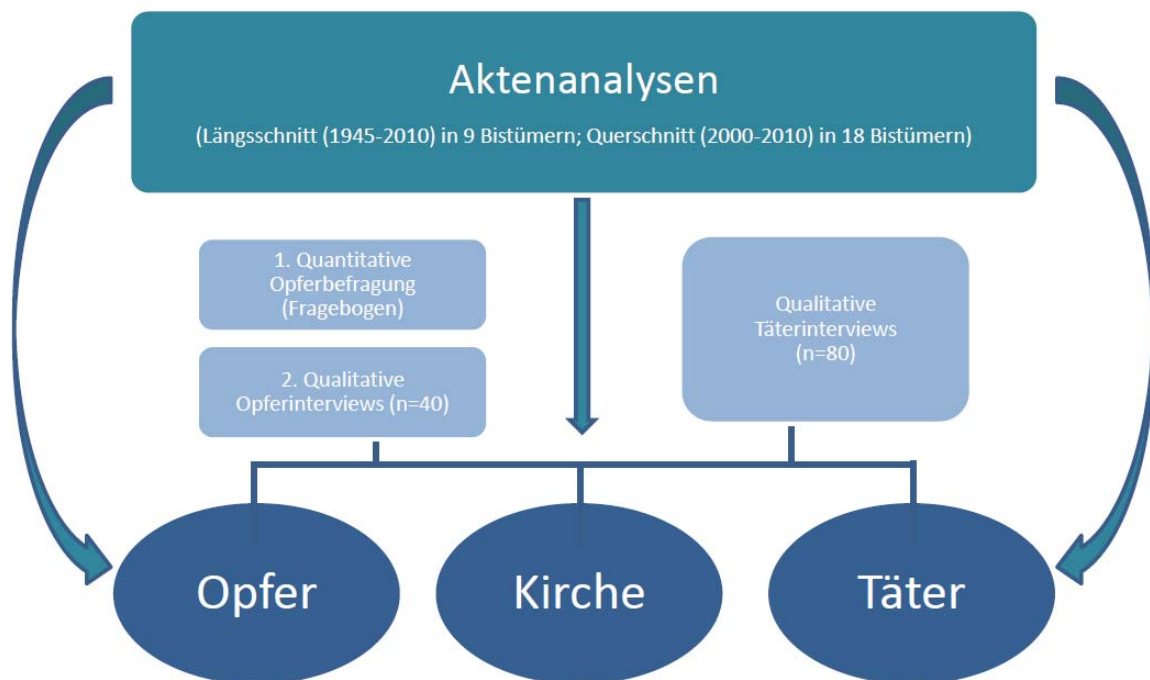 Aktenanalysen
(Längsschnitt (1945-2010) in 9 Bistümern; Querschnitt (2000-2010) in 18 Bistümern)
1. Quantitative
Opferbefragung
(Fragebogen)
2. Qualitative
Opferinterviews (n=40)
Qualitative
Täterinterviews
(n=80)
Opfer
Kirche
Täter